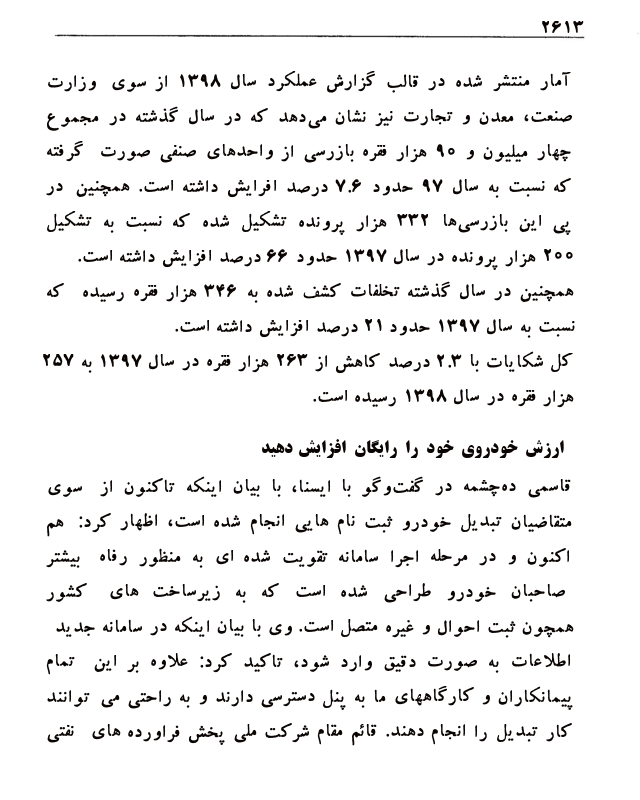 ۲۶۱۳
آمار منتشر شده در قالب گزارش عملکرد سال ۱۳۹۸ از سوی وزارت
صنعت، معدن و تجارت نیز نشان می‌دهد که در سال گذشته در مجموع
چهار میلیون و ۹۰ هزار فقره بازرسی از واحدهای صنفی صورت گرفته
که نسبت به سال ۹۷ حدود ۷.۶ درصد افزایش داشته است. همچنین در
پی این بازرسی‌ها ۳۳۲ هزار پرونده تشکیل شده که نسبت به تشکیل
۲۰۰ هزار پرونده در سال ۱۳۹۷ حدود ۶۶ درصد افزایش داشته است.
همچنین در سال گذشته تخلفات کشف شده به ۳۴۶ هزار فقره رسیده که
نسبت به سال ۱۳۹۷ حدود ۲۱ درصد افزایش داشته است.
کل شکایات با ۲.۳ درصد کاهش از ۲۶۳ هزار فقره در سال ۱۳۹۷ به ۲۵۷
هزار فقره در سال ۱۳۹۸ رسیده است.
ارزش خودروی خود را رایگان افزایش دهید
قاسمی ده‌چشمه در گفت‌وگو با ایسنا، با بیان اینکه تاکنون از سوی
متقاضیان تبدیل خودرو ثبت نام هایی انجام شده است، اظهار کرد: هم
اکنون و در مرحله اجرا سامانه تقویت شده ای به منظور رفاه بیشتر
صاحبان خودرو طراحی شده است که به زیرساخت های کشور
همچون ثبت احوال و غیره متصل است. وی با بیان اینکه در سامانه جدید
اطلاعات به صورت دقیق وارد شود، تاکید کرد: علاوه بر این تمام
پیمانکاران و کارگاههای ما به پنل دسترسی دارند و به راحتی می توانند
کار تبدیل را انجام دهند. قائم مقام شرکت ملی پخش فراورده های نفتی